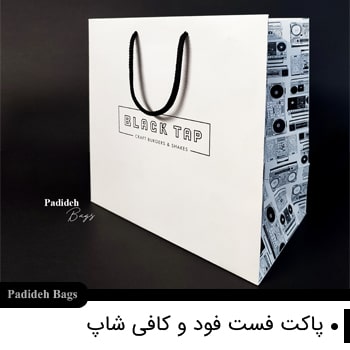 BLACK TAP
CRAFT BURGERS & SHAKES
Padideh
Bags
Padideh Bags
پاکت فست فود و کافی شاپ